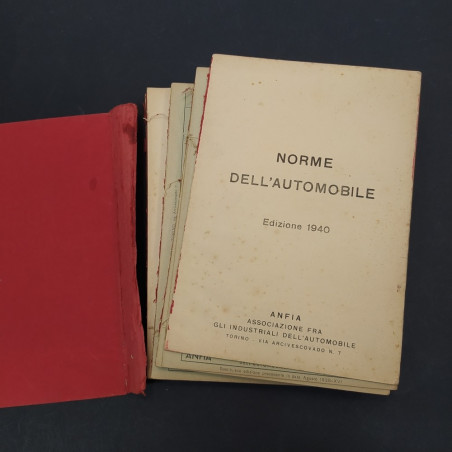 NORME
DELL'AUTOMOBILE
Edizione 1940
ANFIA
ASSOCIAZIONE FRA
GLI INDUSTRIALI DELL'AUTOMOBILE
TORINO - VIA ARCIVESCOVADO N. 7